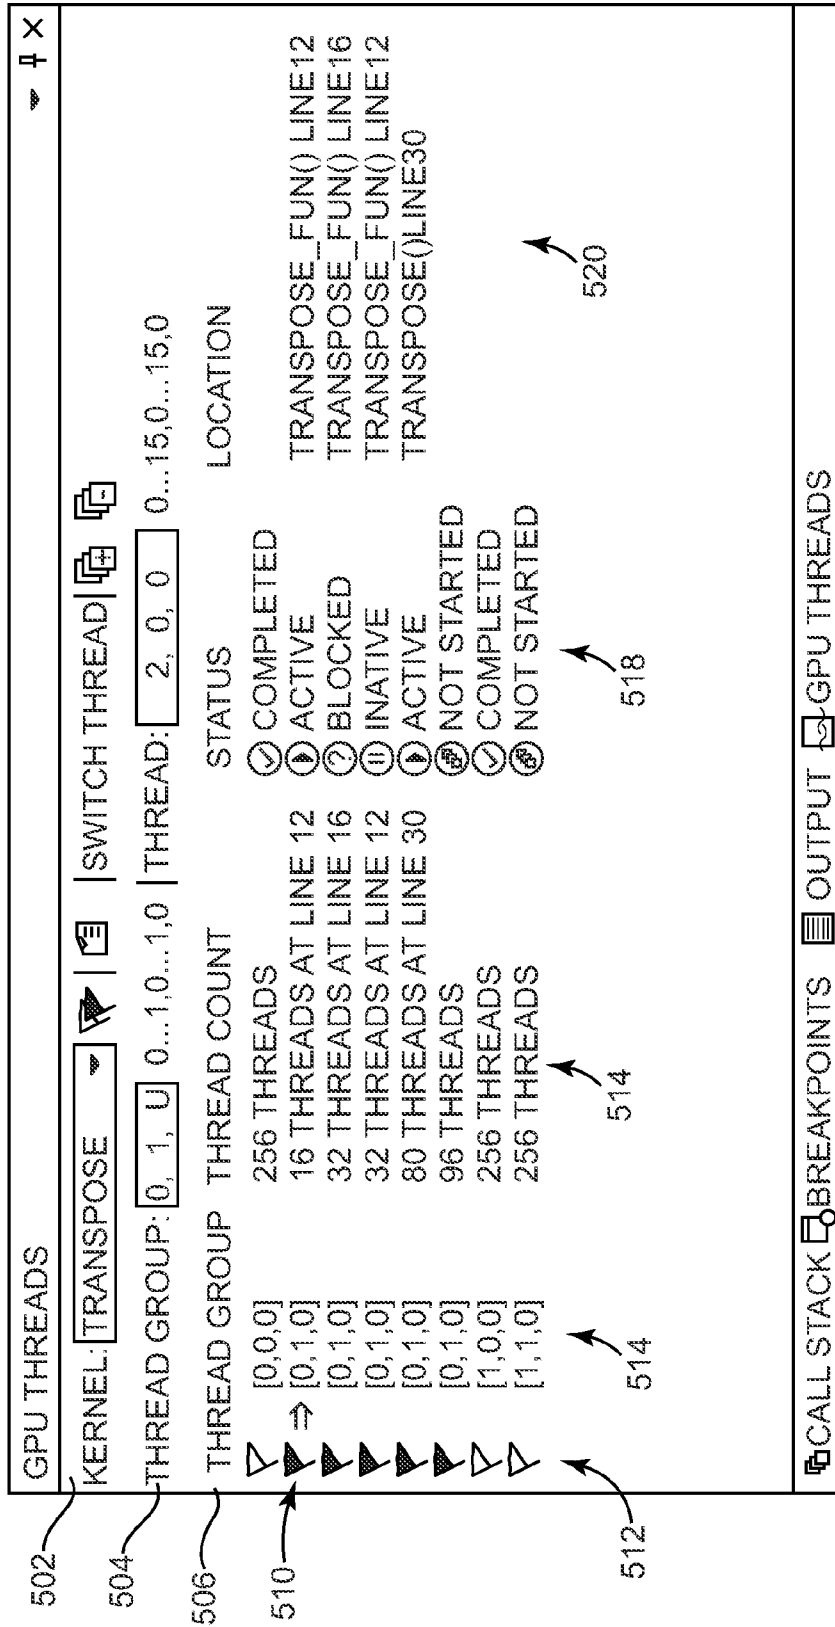 GPU THREADS
KERNEL: TRANSPOSE SWITCH THREAD
THREAD GROUP: 0, 1, U 0...1,0...1,0 THREAD: 2, 0, 0 0...15,0...15,0
THREAD GROUP THREAD COUNT STATUS LOCATION
[0,0,0] 256 THREADS COMPLETED
[0,1,0] 16 THREADS AT LINE 12 ACTIVE TRANSPOSE_FUN() LINE12
[0,1,0] 32 THREADS AT LINE 16 BLOCKED TRANSPOSE_FUN() LINE16
[0,1,0] 32 THREADS AT LINE 12 INATIVE TRANSPOSE_FUN() LINE12
[0,1,0] 80 THREADS AT LINE 30 ACTIVE TRANSPOSE()LINE30
[0,1,0] 96 THREADS NOT STARTED
[1,0,0] 256 THREADS COMPLETED
[1,1,0] 256 THREADS NOT STARTED
CALL STACK BREAKPOINTS OUTPUT GPU THREADS
502
504
506
510
512
514
514
518
520